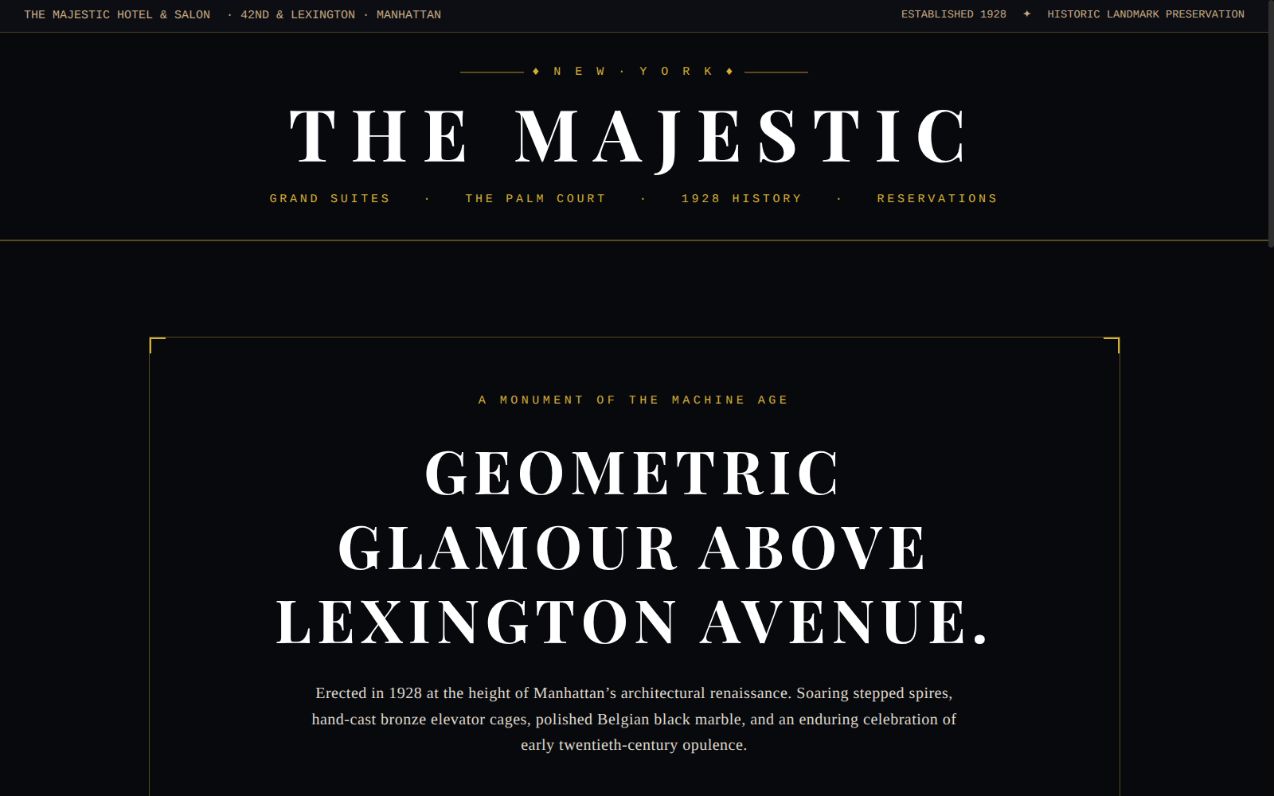 THE MAJESTIC HOTEL & SALON · 42ND & LEXINGTON · MANHATTAN
ESTABLISHED 1928 ✦ HISTORIC LANDMARK PRESERVATION
♦ NEW · YORK ♦
THE MAJESTIC
GRAND SUITES · THE PALM COURT · 1928 HISTORY · RESERVATIONS
A MONUMENT OF THE MACHINE AGE
GEOMETRIC
GLAMOUR ABOVE
LEXINGTON AVENUE.
Erected in 1928 at the height of Manhattan’s architectural renaissance. Soaring stepped spires,
hand-cast bronze elevator cages, polished Belgian black marble, and an enduring celebration of
early twentieth-century opulence.